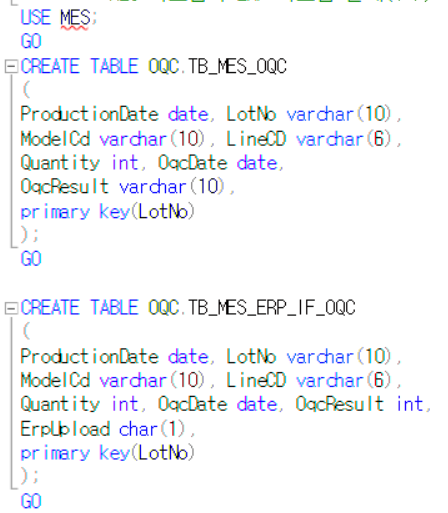 USE MES;
GO
CREATE TABLE OQC.TB_MES_OQC
(
ProductionDate date, LotNo varchar(10),
ModelCd varchar(10), LineCD varchar(6),
Quantity int, OqcDate date,
OqcResult varchar(10),
primary key(LotNo)
);
GO
CREATE TABLE OQC.TB_MES_ERP_IF_OQC
(
ProductionDate date, LotNo varchar(10),
ModelCd varchar(10), LineCD varchar(6),
Quantity int, OqcDate date, OqcResult int,
ErpUpload char(1),
primary key(LotNo)
);
GO